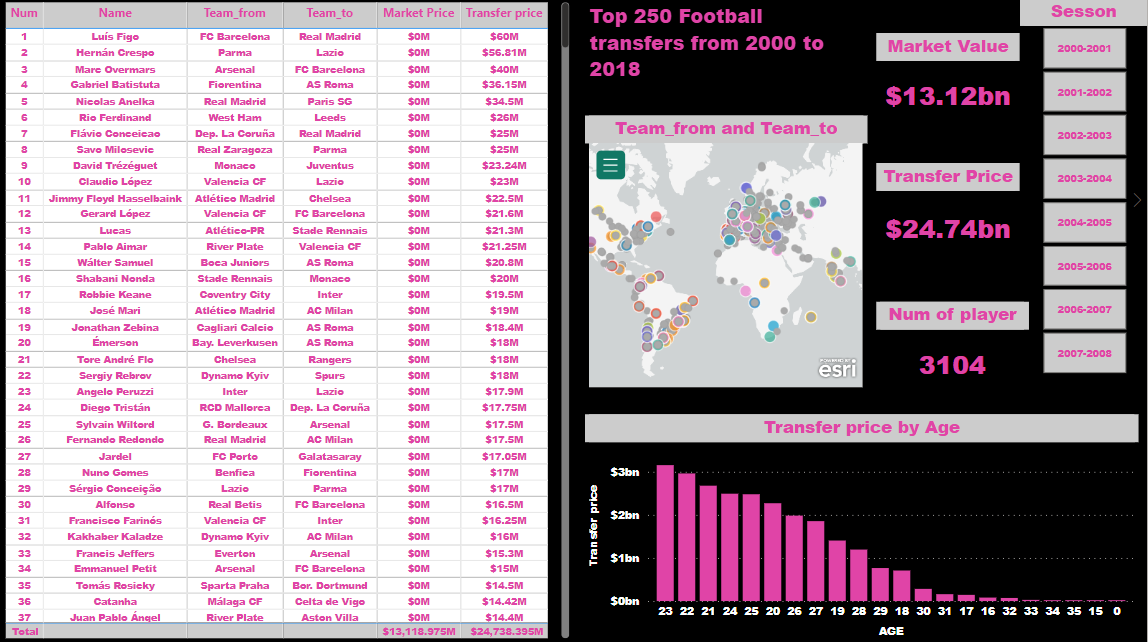 Num Name Team_from Team_to Market Price Transfer price
1 Luís Figo FC Barcelona Real Madrid $0M $60M
2 Hernán Crespo Parma Lazio $0M $56.81M
3 Marc Overmars Arsenal FC Barcelona $0M $40M
4 Gabriel Batistuta Fiorentina AS Roma $0M $36.15M
5 Nicolas Anelka Real Madrid Paris SG $0M $34.5M
6 Rio Ferdinand West Ham Leeds $0M $26M
7 Flávio Conceicao Dep. La Coruña Real Madrid $0M $25M
8 Savo Milosevic Real Zaragoza Parma $0M $25M
9 David Trézéguet Monaco Juventus $0M $23.24M
10 Claudio López Valencia CF Lazio $0M $23M
11 Jimmy Floyd Hasselbaink Atlético Madrid Chelsea $0M $22.5M
12 Gerard López Valencia CF FC Barcelona $0M $21.6M
13 Lucas Atlético-PR Stade Rennais $0M $21.3M
14 Pablo Aimar River Plate Valencia CF $0M $21.25M
15 Wálter Samuel Boca Juniors AS Roma $0M $20.8M
16 Shabani Nonda Stade Rennais Monaco $0M $20M
17 Robbie Keane Coventry City Inter $0M $19.5M
18 José Mari Atlético Madrid AC Milan $0M $19M
19 Jonathan Zebina Cagliari Calcio AS Roma $0M $18.4M
20 Émerson Bay. Leverkusen AS Roma $0M $18M
21 Tore André Flo Chelsea Rangers $0M $18M
22 Sergiy Rebrov Dynamo Kyiv Spurs $0M $18M
23 Angelo Peruzzi Inter Lazio $0M $17.9M
24 Diego Tristán RCD Mallorca Dep. La Coruña $0M $17.75M
25 Sylvain Wiltord G. Bordeaux Arsenal $0M $17.5M
26 Fernando Redondo Real Madrid AC Milan $0M $17.5M
27 Jardel FC Porto Galatasaray $0M $17.05M
28 Nuno Gomes Benfica Fiorentina $0M $17M
29 Sérgio Conceição Lazio Parma $0M $17M
30 Alfonso Real Betis FC Barcelona $0M $16.5M
31 Francisco Farinós Valencia CF Inter $0M $16.25M
32 Kakhaber Kaladze Dynamo Kyiv AC Milan $0M $16M
33 Francis Jeffers Everton Arsenal $0M $15.3M
34 Emmanuel Petit Arsenal FC Barcelona $0M $15M
35 Tomás Rosicky Sparta Praha Bor. Dortmund $0M $14.5M
36 Catanha Málaga CF Celta de Vigo $0M $14.42M
37 Juan Pablo Ángel River Plate Aston Villa $0M $14.4M
Total $13,118.975M $24,738.395M
Top 250 Football
transfers from 2000 to
2018
Team_from and Team_to
POWERED BY
esri
Market Value
$13.12bn
Transfer Price
$24.74bn
Num of player
3104
Sesson
2000-2001
2001-2002
2002-2003
2003-2004
2004-2005
2005-2006
2006-2007
2007-2008
Transfer price by Age
Transfer price
$3bn
$2bn
$1bn
$0bn
23 22 21 24 25 20 26 27 19 28 29 18 30 31 17 16 32 33 34 35 15 0
AGE